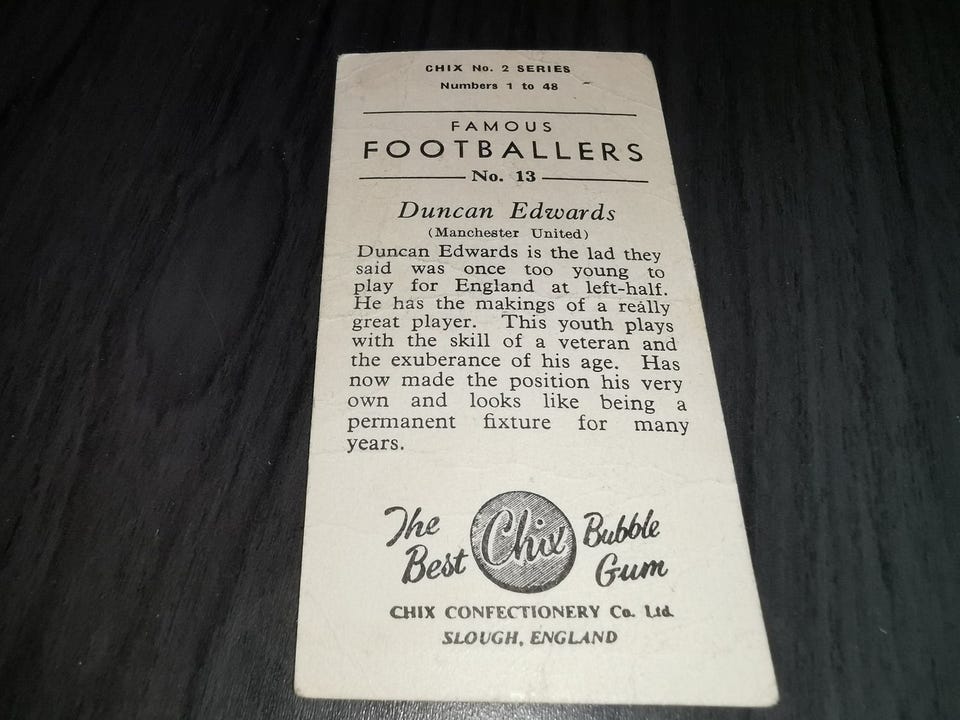 CHIX No. 2 SERIES
Numbers 1 to 48
FAMOUS
FOOTBALLERS
No. 13
Duncan Edwards
(Manchester United)
Duncan Edwards is the lad they
said was once too young to
play for England at left-half.
He has the makings of a really
great player. This youth plays
with the skill of a veteran and
the exuberance of his age. Has
now made the position his very
own and looks like being a
permanent fixture for many
years.
The Best Chix Bubble Gum
CHIX CONFECTIONERY Co. Ltd.
SLOUGH, ENGLAND